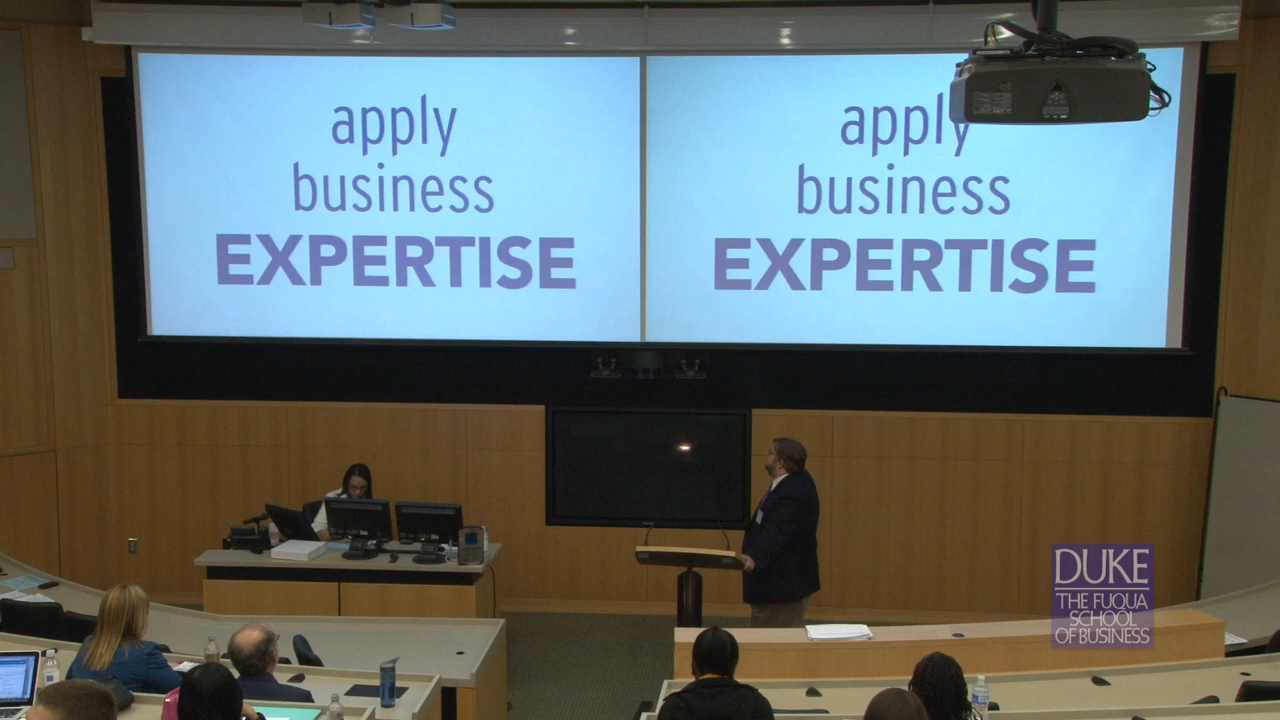 apply
business
EXPERTISE
apply
business
EXPERTISE
DUKE
THE FUQUA
SCHOOL
OF BUSINESS